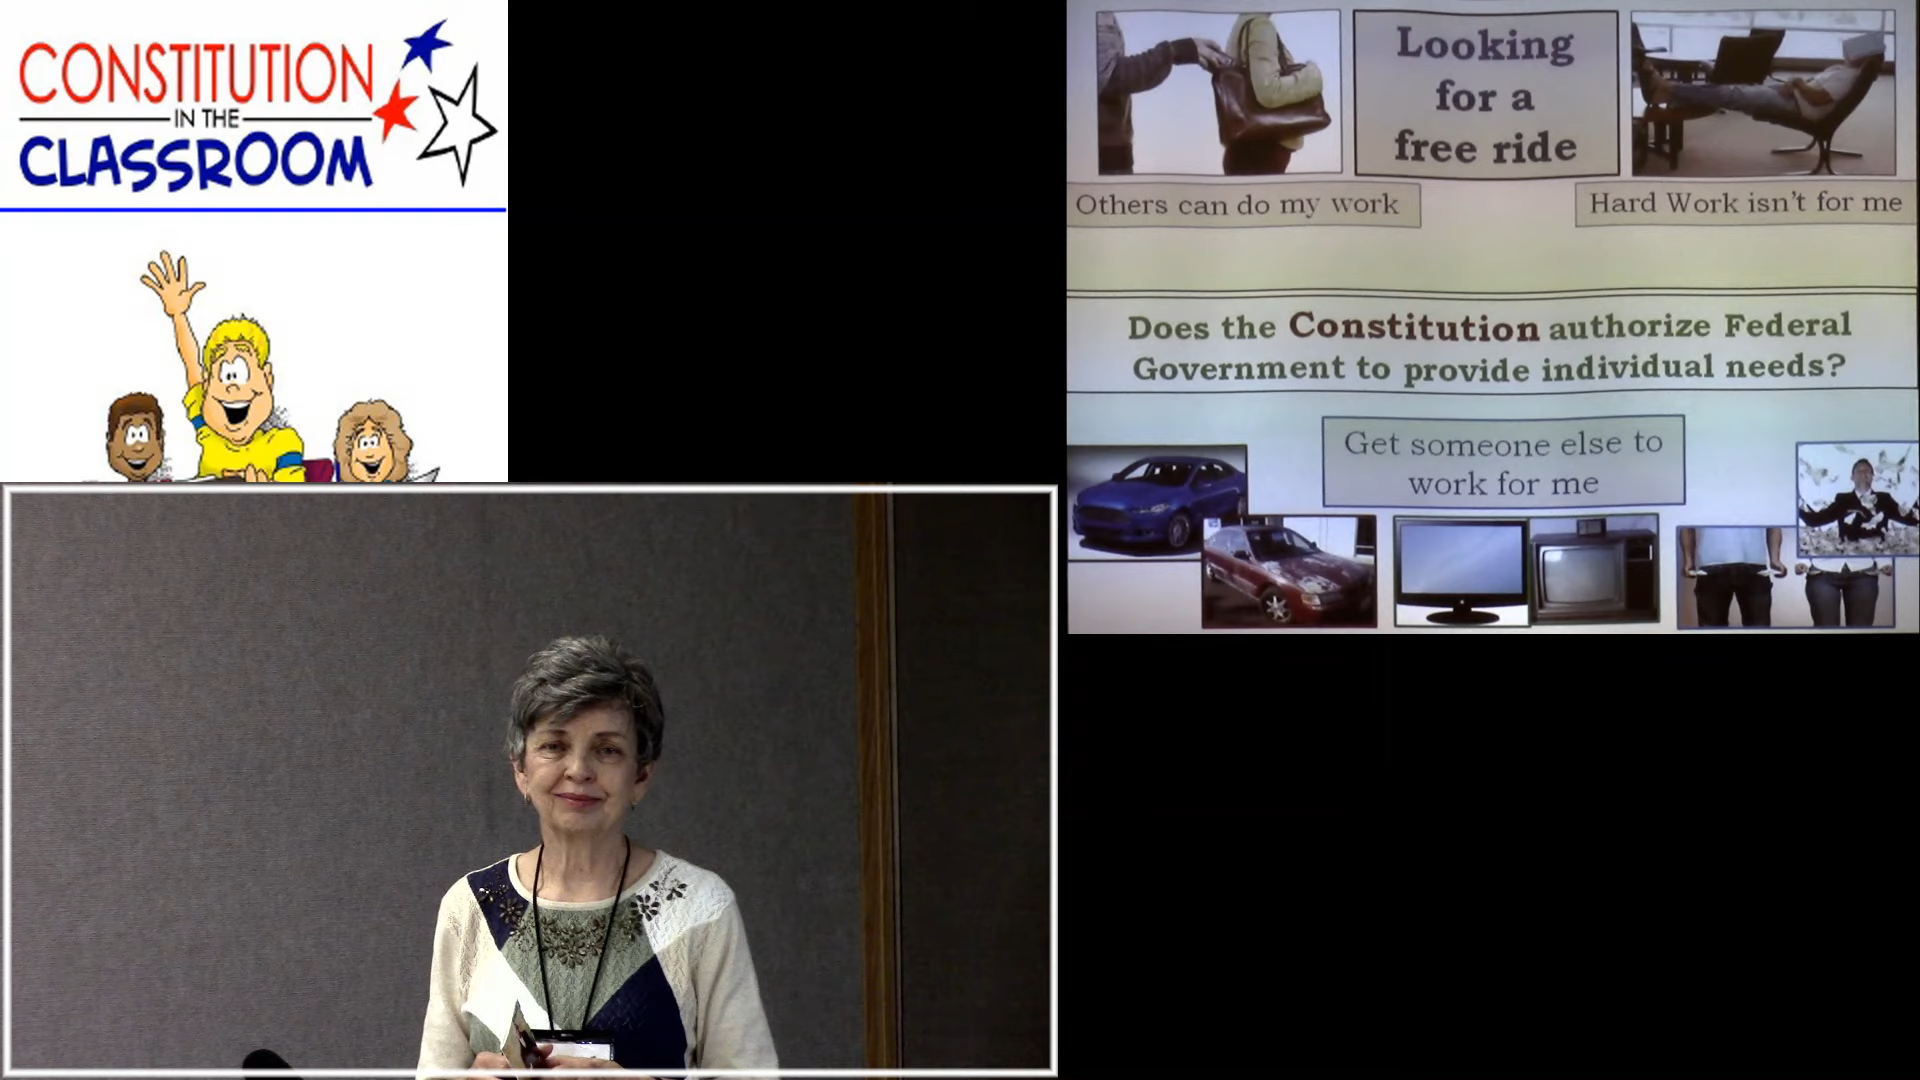 CONSTITUTION
IN THE
CLASSROOM
Looking
for a
free ride
Others can do my work
Hard Work isn't for me
Does the Constitution authorize Federal
Government to provide individual needs?
Get someone else to
work for me